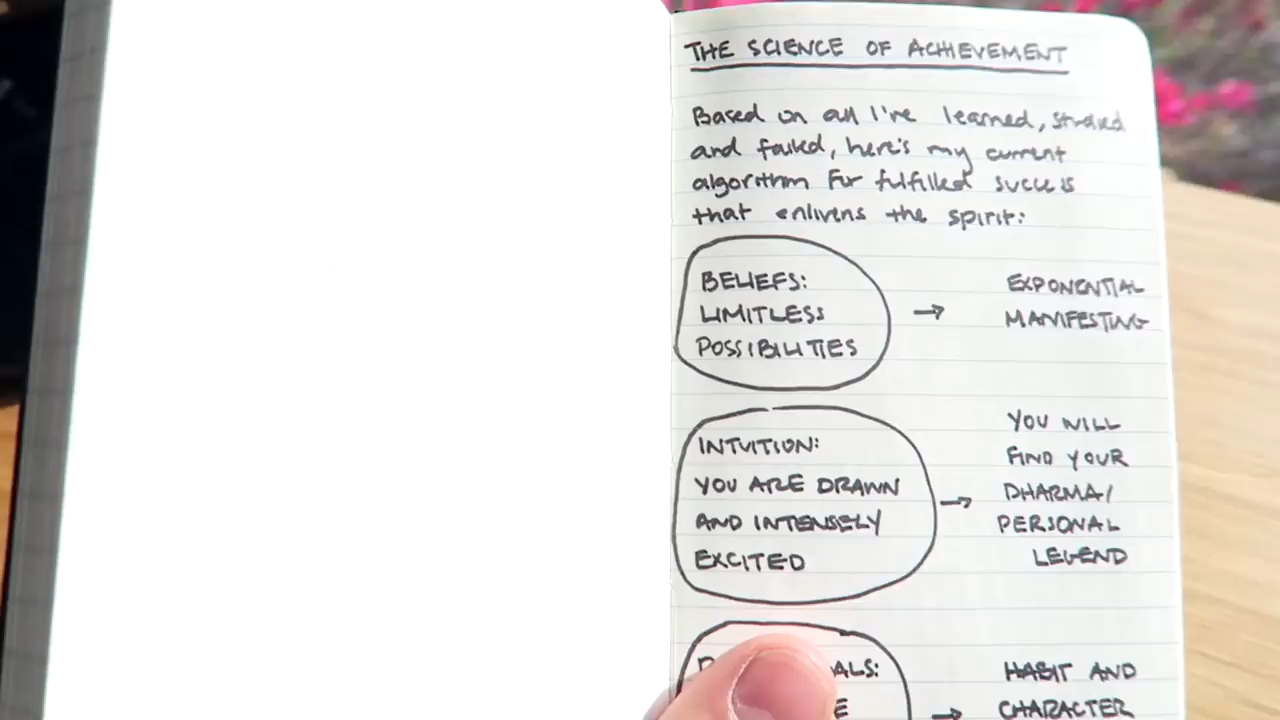 THE SCIENCE OF ACHIEVEMENT
Based on all I've learned, studied
and failed, here's my current
algorithm for fulfilled success
that enlivens the spirit:
BELIEFS:
LIMITLESS
POSSIBILITIES
→
EXPONENTIAL
MANIFESTING
INTUITION:
YOU ARE DRAWN
AND INTENSELY
EXCITED
→
YOU WILL
FIND YOUR
DHARMA/
PERSONAL
LEGEND
ALS:
E
→
HABIT AND
CHARACTER